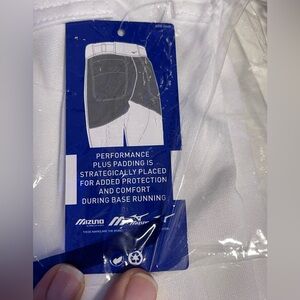 PERFORMANCE
PLUS PADDING IS
STRATEGICALLY PLACED
FOR ADDED PROTECTION
AND COMFORT
DURING BASE RUNNING
MIZUNO